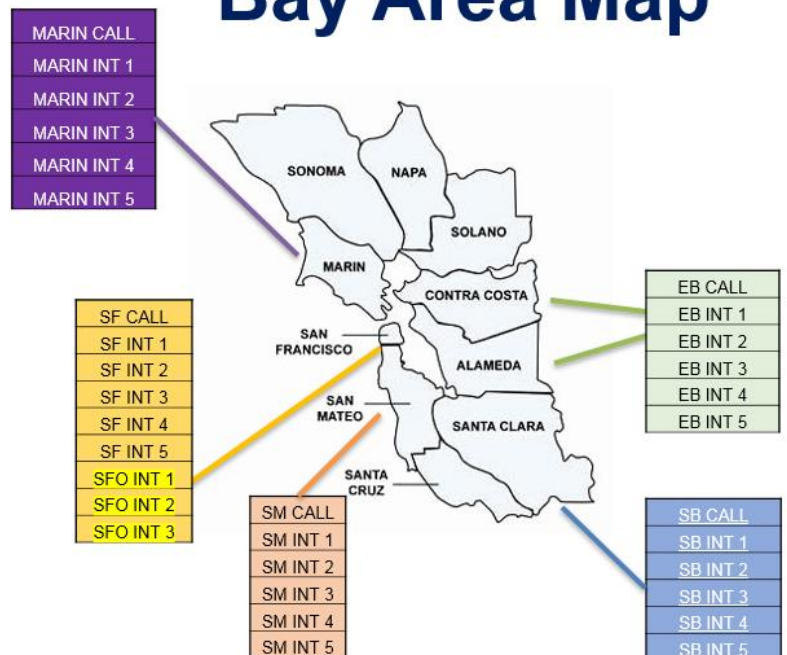 Bay Area Map
MARIN CALL
MARIN INT 1
MARIN INT 2
MARIN INT 3
MARIN INT 4
MARIN INT 5
SONOMA
NAPA
SOLANO
MARIN
CONTRA COSTA
SAN
FRANCISCO
ALAMEDA
SAN
MATEO
SANTA CLARA
SANTA
CRUZ
EB CALL
EB INT 1
EB INT 2
EB INT 3
EB INT 4
EB INT 5
SF CALL
SF INT 1
SF INT 2
SF INT 3
SF INT 4
SF INT 5
SFO INT 1
SFO INT 2
SFO INT 3
SM CALL
SM INT 1
SM INT 2
SM INT 3
SM INT 4
SM INT 5
SB CALL
SB INT 1
SB INT 2
SB INT 3
SB INT 4
SB INT 5